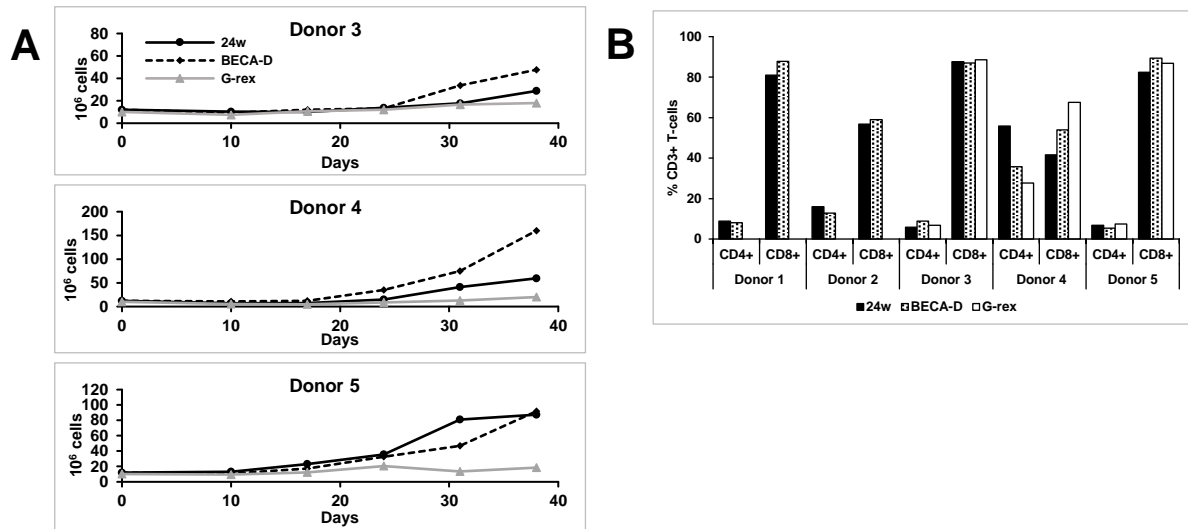 A
Donor 3
24w
BECA-D
G-rex
10⁶ cells
80
60
40
20
0
0 10 20 30 40
Days
Donor 4
10⁶ cells
200
150
100
50
0
0 10 20 30 40
Days
Donor 5
10⁶ cells
120
100
80
60
40
20
0
0 10 20 30 40
Days
B
% CD3+ T-cells
100
80
60
40
20
0
CD4+ CD8+ CD4+ CD8+ CD4+ CD8+ CD4+ CD8+ CD4+ CD8+
Donor 1 Donor 2 Donor 3 Donor 4 Donor 5
24w BECA-D G-rex